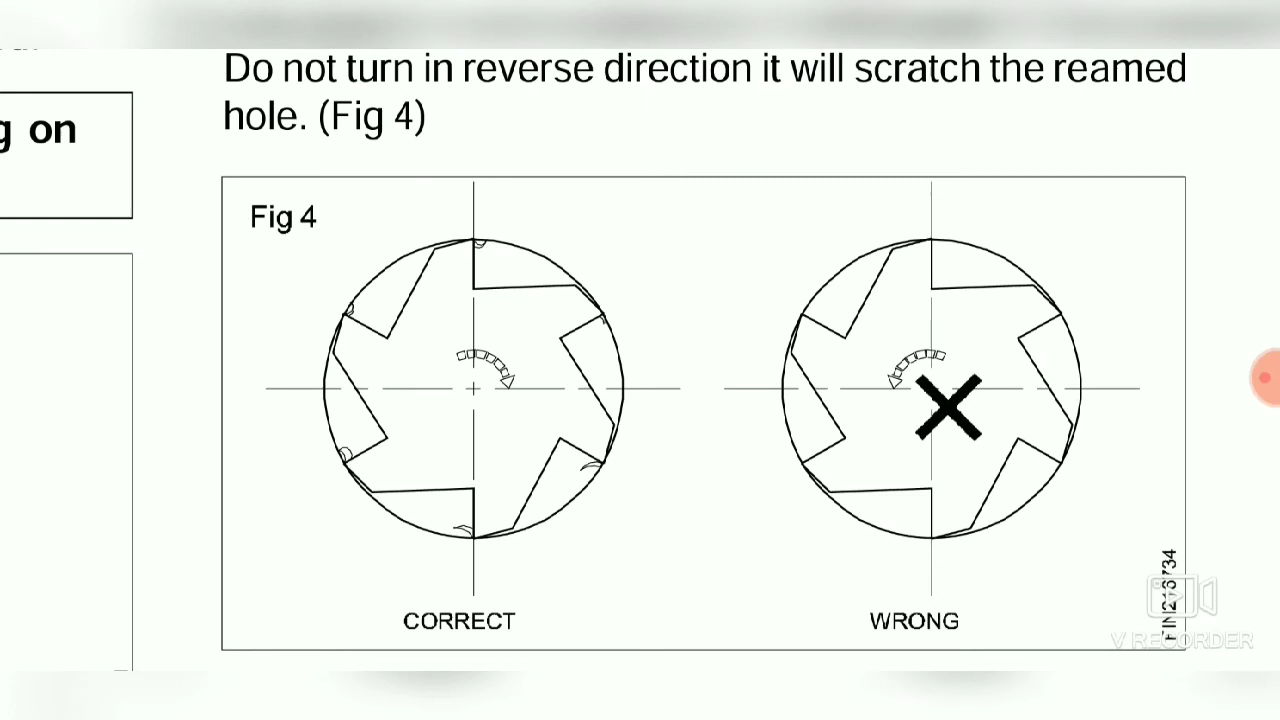 Do not turn in reverse direction it will scratch the reamed
hole. (Fig 4)
g on
Fig 4
CORRECT
WRONG
V RECORDER